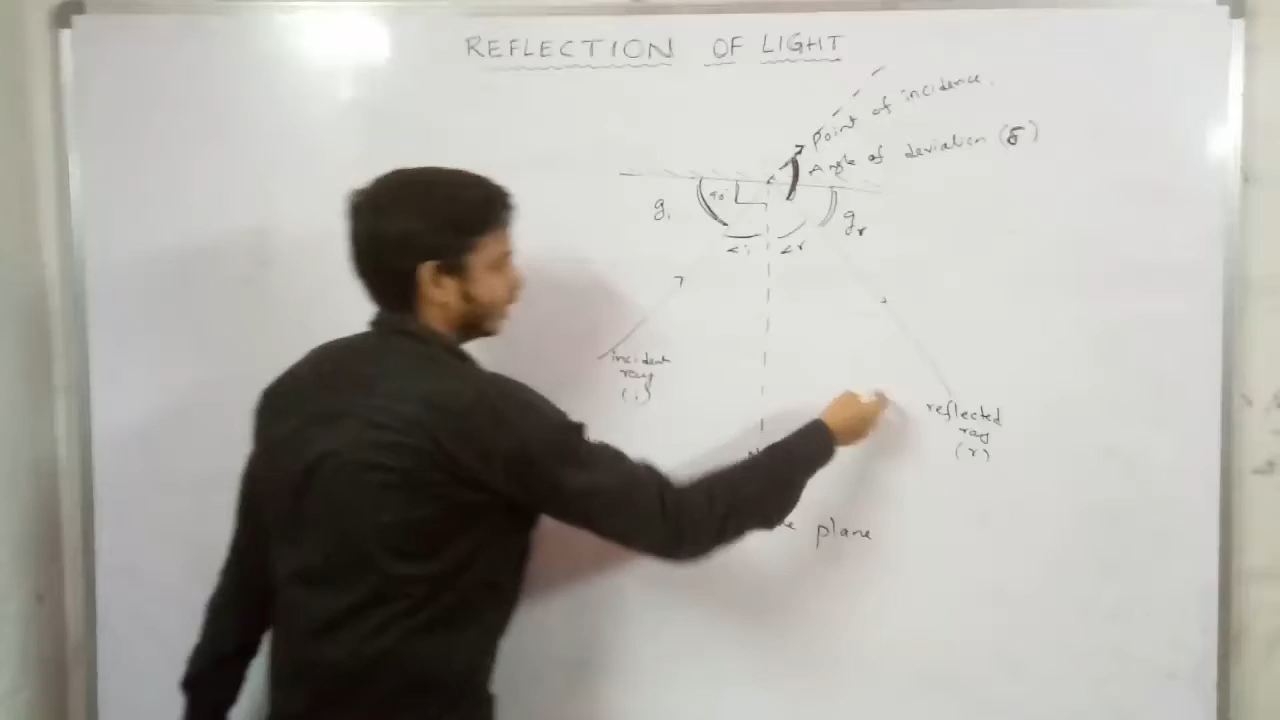 REFLECTION OF LIGHT
Point of incidence.
Angle of deviation (δ)
90°
gi
gr
<i
<r
incident
ray
(i)
reflected
ray
(r)
plane